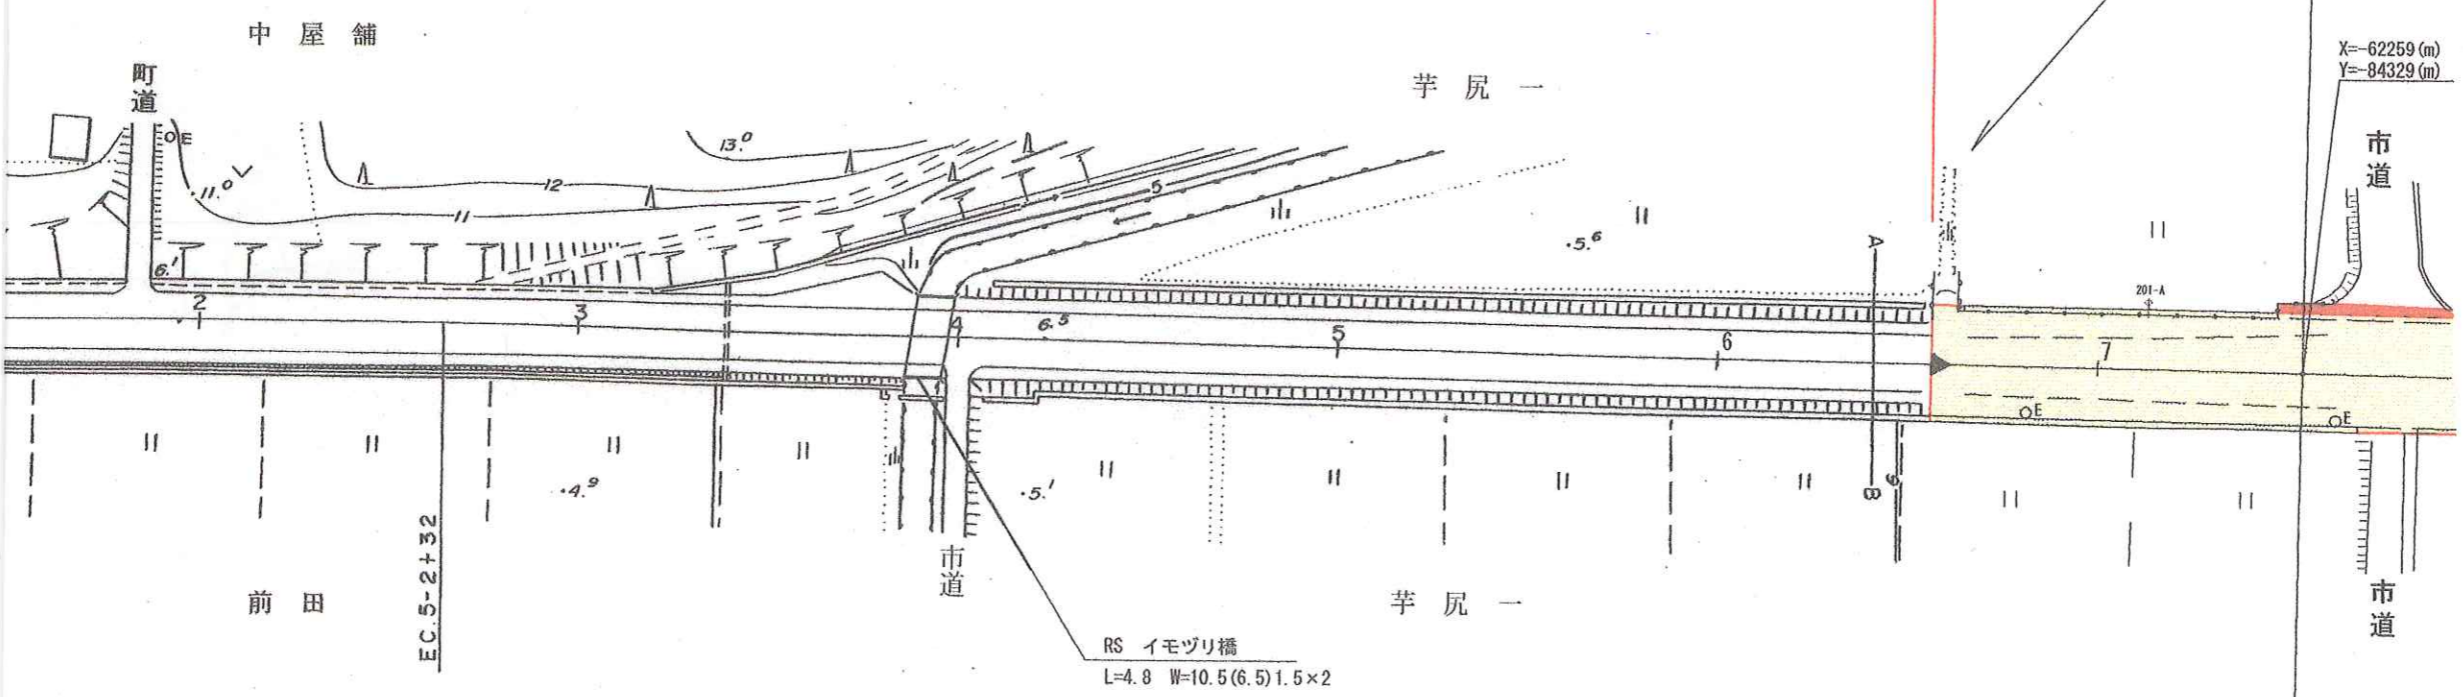 中屋舗
芋尻一
X=-62259(m)
Y=-84329(m)
町道
市道
E
11.0
12
13.0
11
5
5.6
6.1
A
201-A
2
3
4
6.5
5
6
7
E
E
4.9
5.1
B
9
EC.5-2+32
前田
市道
芋尻一
市道
RS イモヅリ橋
L=4.8 W=10.5(6.5)1.5×2